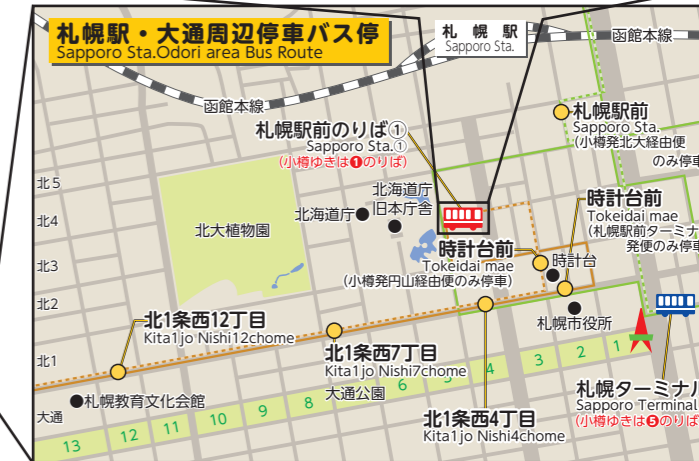 札幌駅・大通周辺停車バス停
Sapporo Sta.Odori area Bus Route
札幌駅
Sapporo Sta.
函館本線
函館本線
札幌駅前のりば①
Sapporo Sta.①
(小樽ゆきは❶のりば)
札幌駅前
Sapporo Sta.
(小樽発北大経由便
のみ停車
北5
北4
北3
北2
北1
大通
北大植物園
北海道庁
北海道庁
旧本庁舎
時計台前
Tokeidai mae
(札幌駅前ターミナ
発便のみ停車
時計台前
Tokeidai mae
(小樽発円山経由便のみ停車)
時計台
札幌市役所
北1条西12丁目
Kita1jo Nishi12chome
北1条西7丁目
Kita1jo Nishi7chome
大通公園
北1条西4丁目
Kita1jo Nishi4chome
札幌ターミナル
Sapporo Terminal
(小樽ゆきは❺のりば
札幌教育文化会館
13
12
11
10
9
8
6
5
4
3
2
1